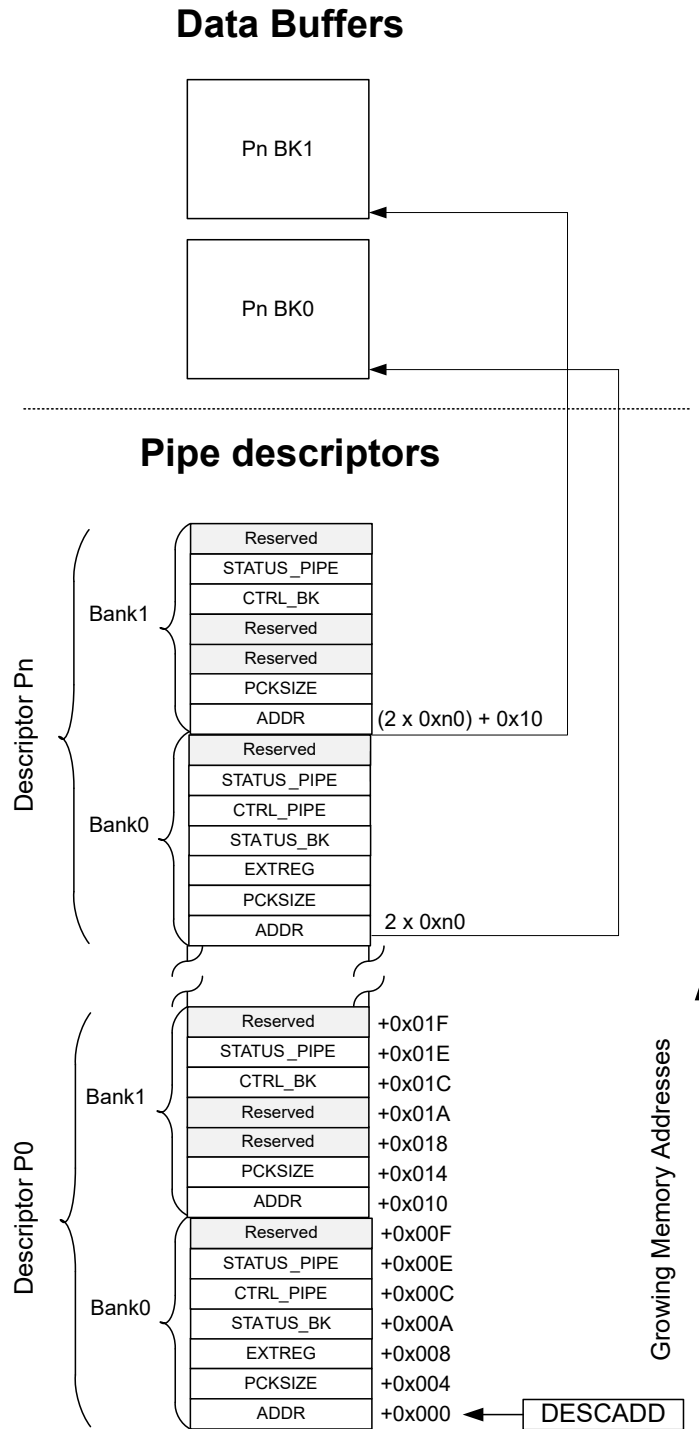 Data Buffers
Pn BK1
Pn BK0
Pipe descriptors
Descriptor Pn
Bank1
Reserved
STATUS_PIPE
CTRL_BK
Reserved
Reserved
PCKSIZE
ADDR (2 x 0xn0) + 0x10
Bank0
Reserved
STATUS_PIPE
CTRL_PIPE
STATUS_BK
EXTREG
PCKSIZE
ADDR 2 x 0xn0
Descriptor P0
Bank1
Reserved +0x01F
STATUS_PIPE +0x01E
CTRL_BK +0x01C
Reserved +0x01A
Reserved +0x018
PCKSIZE +0x014
ADDR +0x010
Bank0
Reserved +0x00F
STATUS_PIPE +0x00E
CTRL_PIPE +0x00C
STATUS_BK +0x00A
EXTREG +0x008
PCKSIZE +0x004
ADDR +0x000 DESCADD
Growing Memory Addresses